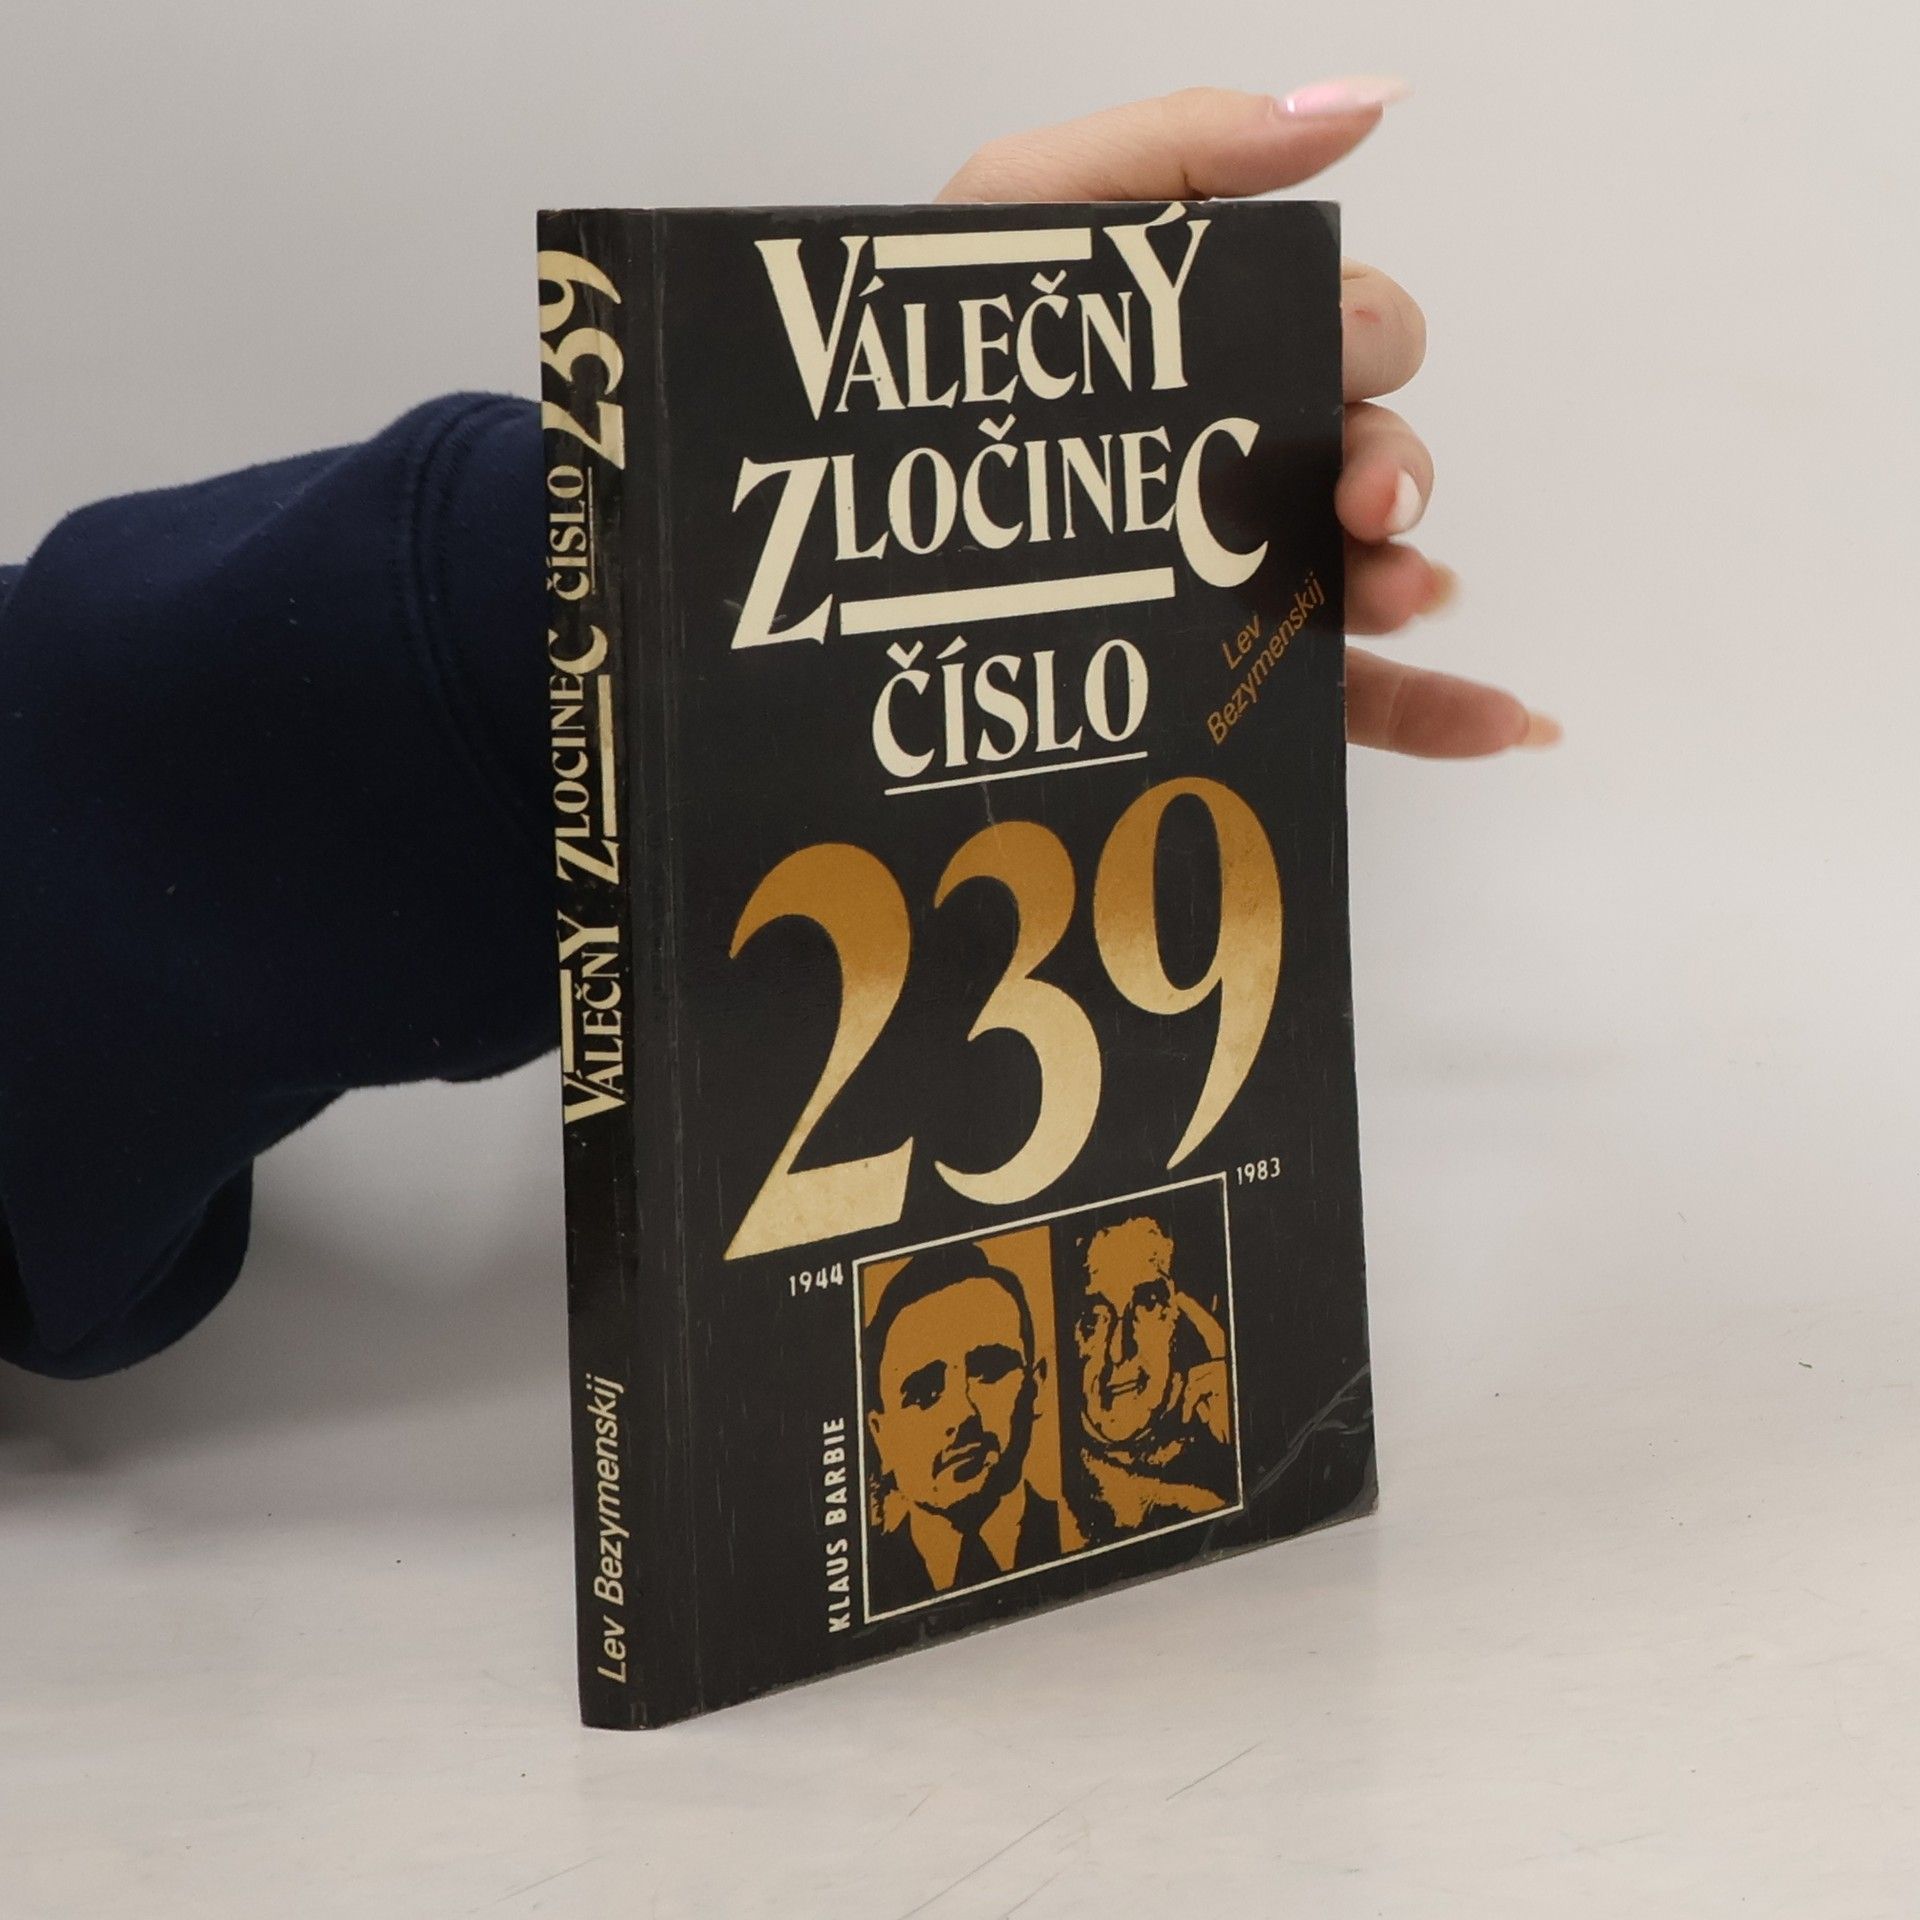 VÁLEČNÝ
ZLOČINEC
ČÍSLO
Lev
Bezymenskij
239
1944
1983
KLAUS BARBIE
Lev Bezymenskij VÁLEČNÝ ZLOČINEC ČÍSLO 239